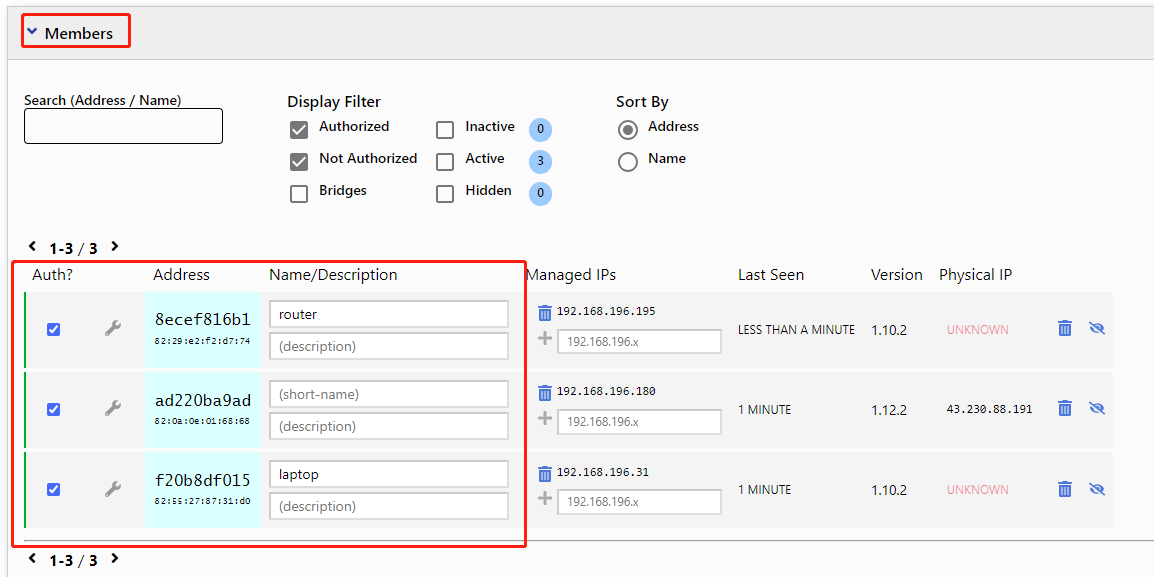 Members
Search (Address / Name)
Display Filter
Sort By
Authorized
Inactive
0
Address
Not Authorized
Active
3
Name
Bridges
Hidden
0
1-3 / 3
Auth?
Address
Name/Description
Managed IPs
Last Seen
Version
Physical IP
8ecef816b1
82:29:e2:f2:d7:74
router
(description)
192.168.196.195
192.168.196.x
LESS THAN A MINUTE
1.10.2
UNKNOWN
ad220ba9ad
82:0a:0e:01:68:68
(short-name)
(description)
192.168.196.180
192.168.196.x
1 MINUTE
1.12.2
43.230.88.191
f20b8df015
82:55:27:87:31:d0
laptop
(description)
192.168.196.31
192.168.196.x
1 MINUTE
1.10.2
UNKNOWN
1-3 / 3